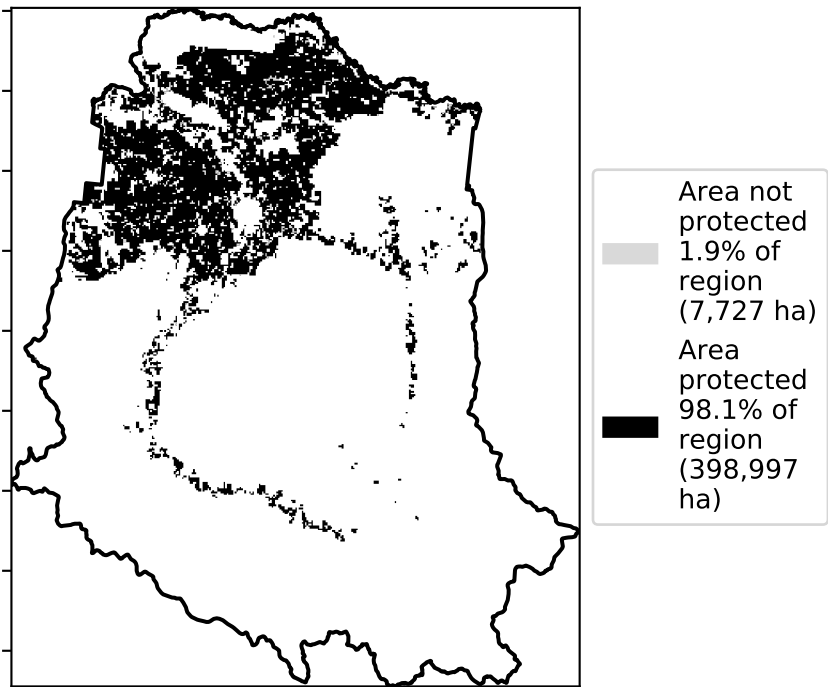 Area not
protected
1.9% of
region
(7,727 ha)
Area
protected
98.1% of
region
(398,997
ha)